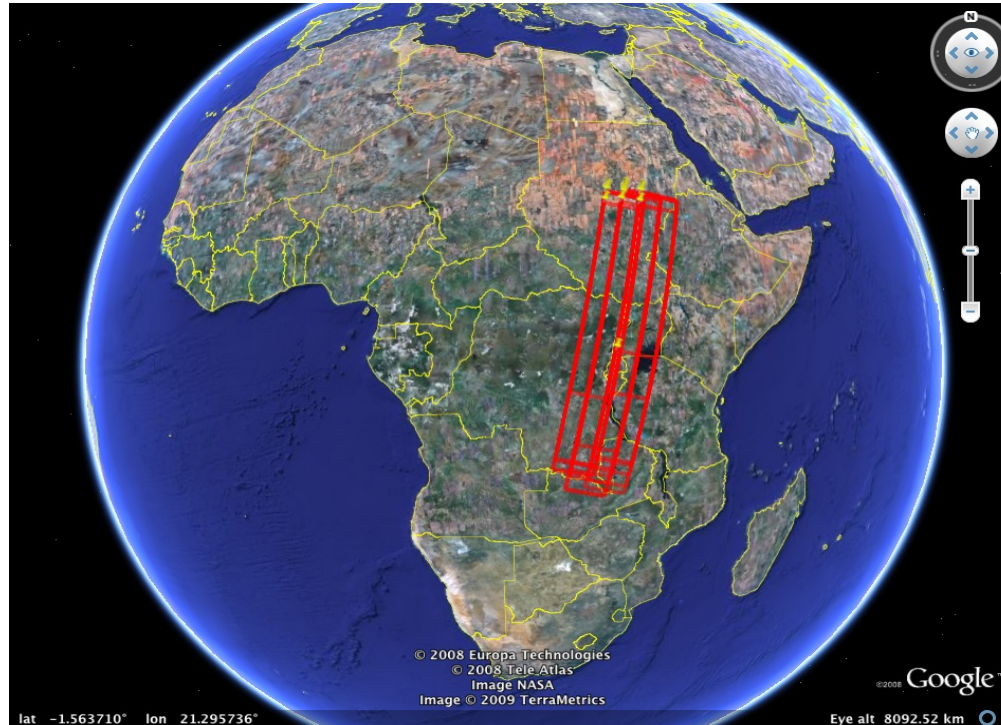 N
© 2008 Europa Technologies
© 2008 Tele Atlas
Image NASA
Image © 2009 TerraMetrics
©2008 Google™
lat -1.563710° lon 21.295736° Eye alt 8092.52 km